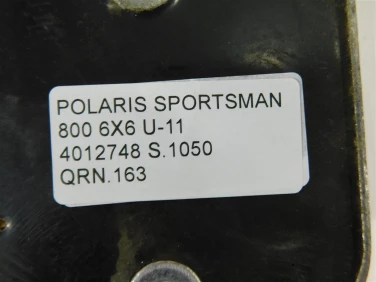 POLARIS SPORTSMAN
800 6X6 U-11
4012748 S.1050
QRN.163